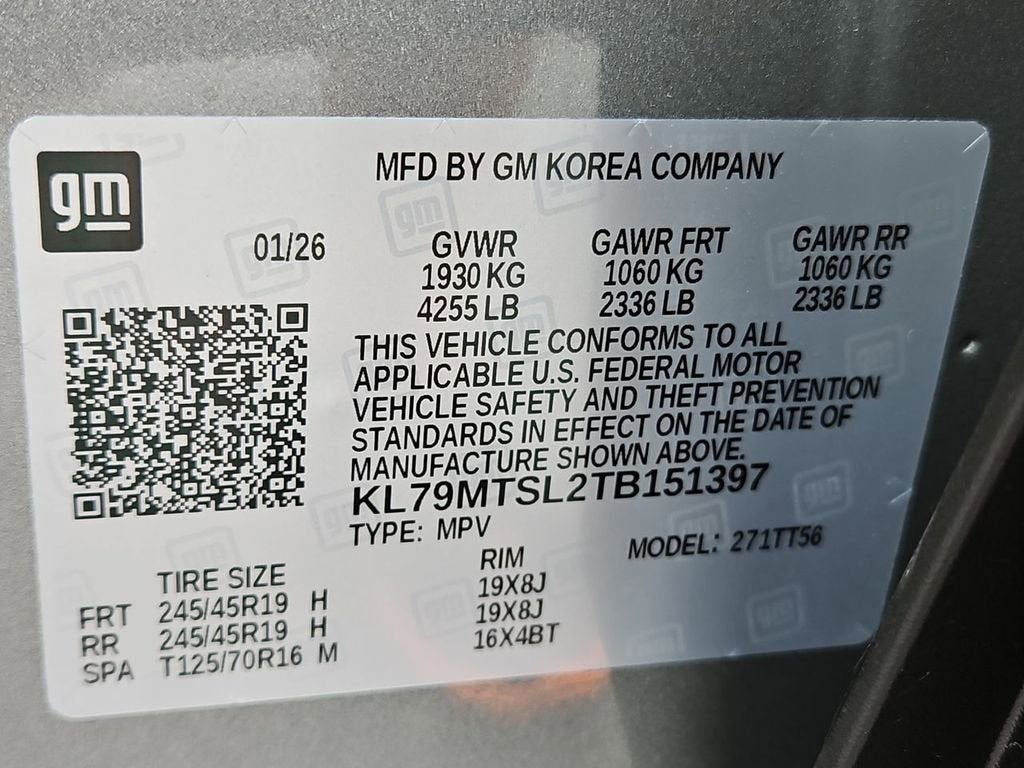 gm
MFD BY GM KOREA COMPANY
01/26
GVWR GAWR FRT GAWR RR
1930 KG 1060 KG 1060 KG
4255 LB 2336 LB 2336 LB
THIS VEHICLE CONFORMS TO ALL
APPLICABLE U.S. FEDERAL MOTOR
VEHICLE SAFETY AND THEFT PREVENTION
STANDARDS IN EFFECT ON THE DATE OF
MANUFACTURE SHOWN ABOVE.
KL79MTSL2TB151397
TYPE: MPV MODEL: 271TT56
TIRE SIZE RIM
FRT 245/45R19 H 19X8J
RR 245/45R19 H 19X8J
SPA T125/70R16 M 16X4BT